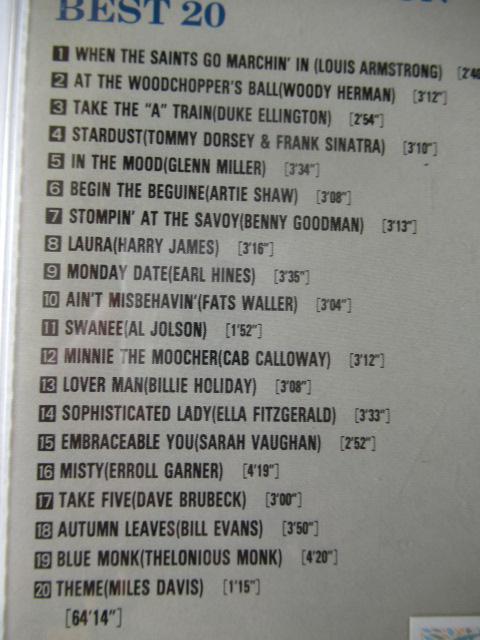 BEST 20
1 WHEN THE SAINTS GO MARCHIN' IN (LOUIS ARMSTRONG)
2 AT THE WOODCHOPPER'S BALL(WOODY HERMAN) [3'12"]
3 TAKE THE "A" TRAIN(DUKE ELLINGTON) [2'54"]
4 STARDUST(TOMMY DORSEY & FRANK SINATRA) [3'10"]
5 IN THE MOOD(GLENN MILLER) [3'34"]
6 BEGIN THE BEGUINE(ARTIE SHAW) [3'08"]
7 STOMPIN' AT THE SAVOY(BENNY GOODMAN) [3'13"]
8 LAURA(HARRY JAMES) [3'16"]
9 MONDAY DATE(EARL HINES) [3'35"]
10 AIN'T MISBEHAVIN'(FATS WALLER) [3'04"]
11 SWANEE(AL JOLSON) [1'52"]
12 MINNIE THE MOOCHER(CAB CALLOWAY) [3'12"]
13 LOVER MAN(BILLIE HOLIDAY) [3'08"]
14 SOPHISTICATED LADY(ELLA FITZGERALD) [3'33"]
15 EMBRACEABLE YOU(SARAH VAUGHAN) [2'52"]
16 MISTY(ERROLL GARNER) [4'19"]
17 TAKE FIVE(DAVE BRUBECK) [3'00"]
18 AUTUMN LEAVES(BILL EVANS) [3'50"]
19 BLUE MONK(THELONIOUS MONK) [4'20"]
20 THEME(MILES DAVIS) [1'15"]
[64'14"]